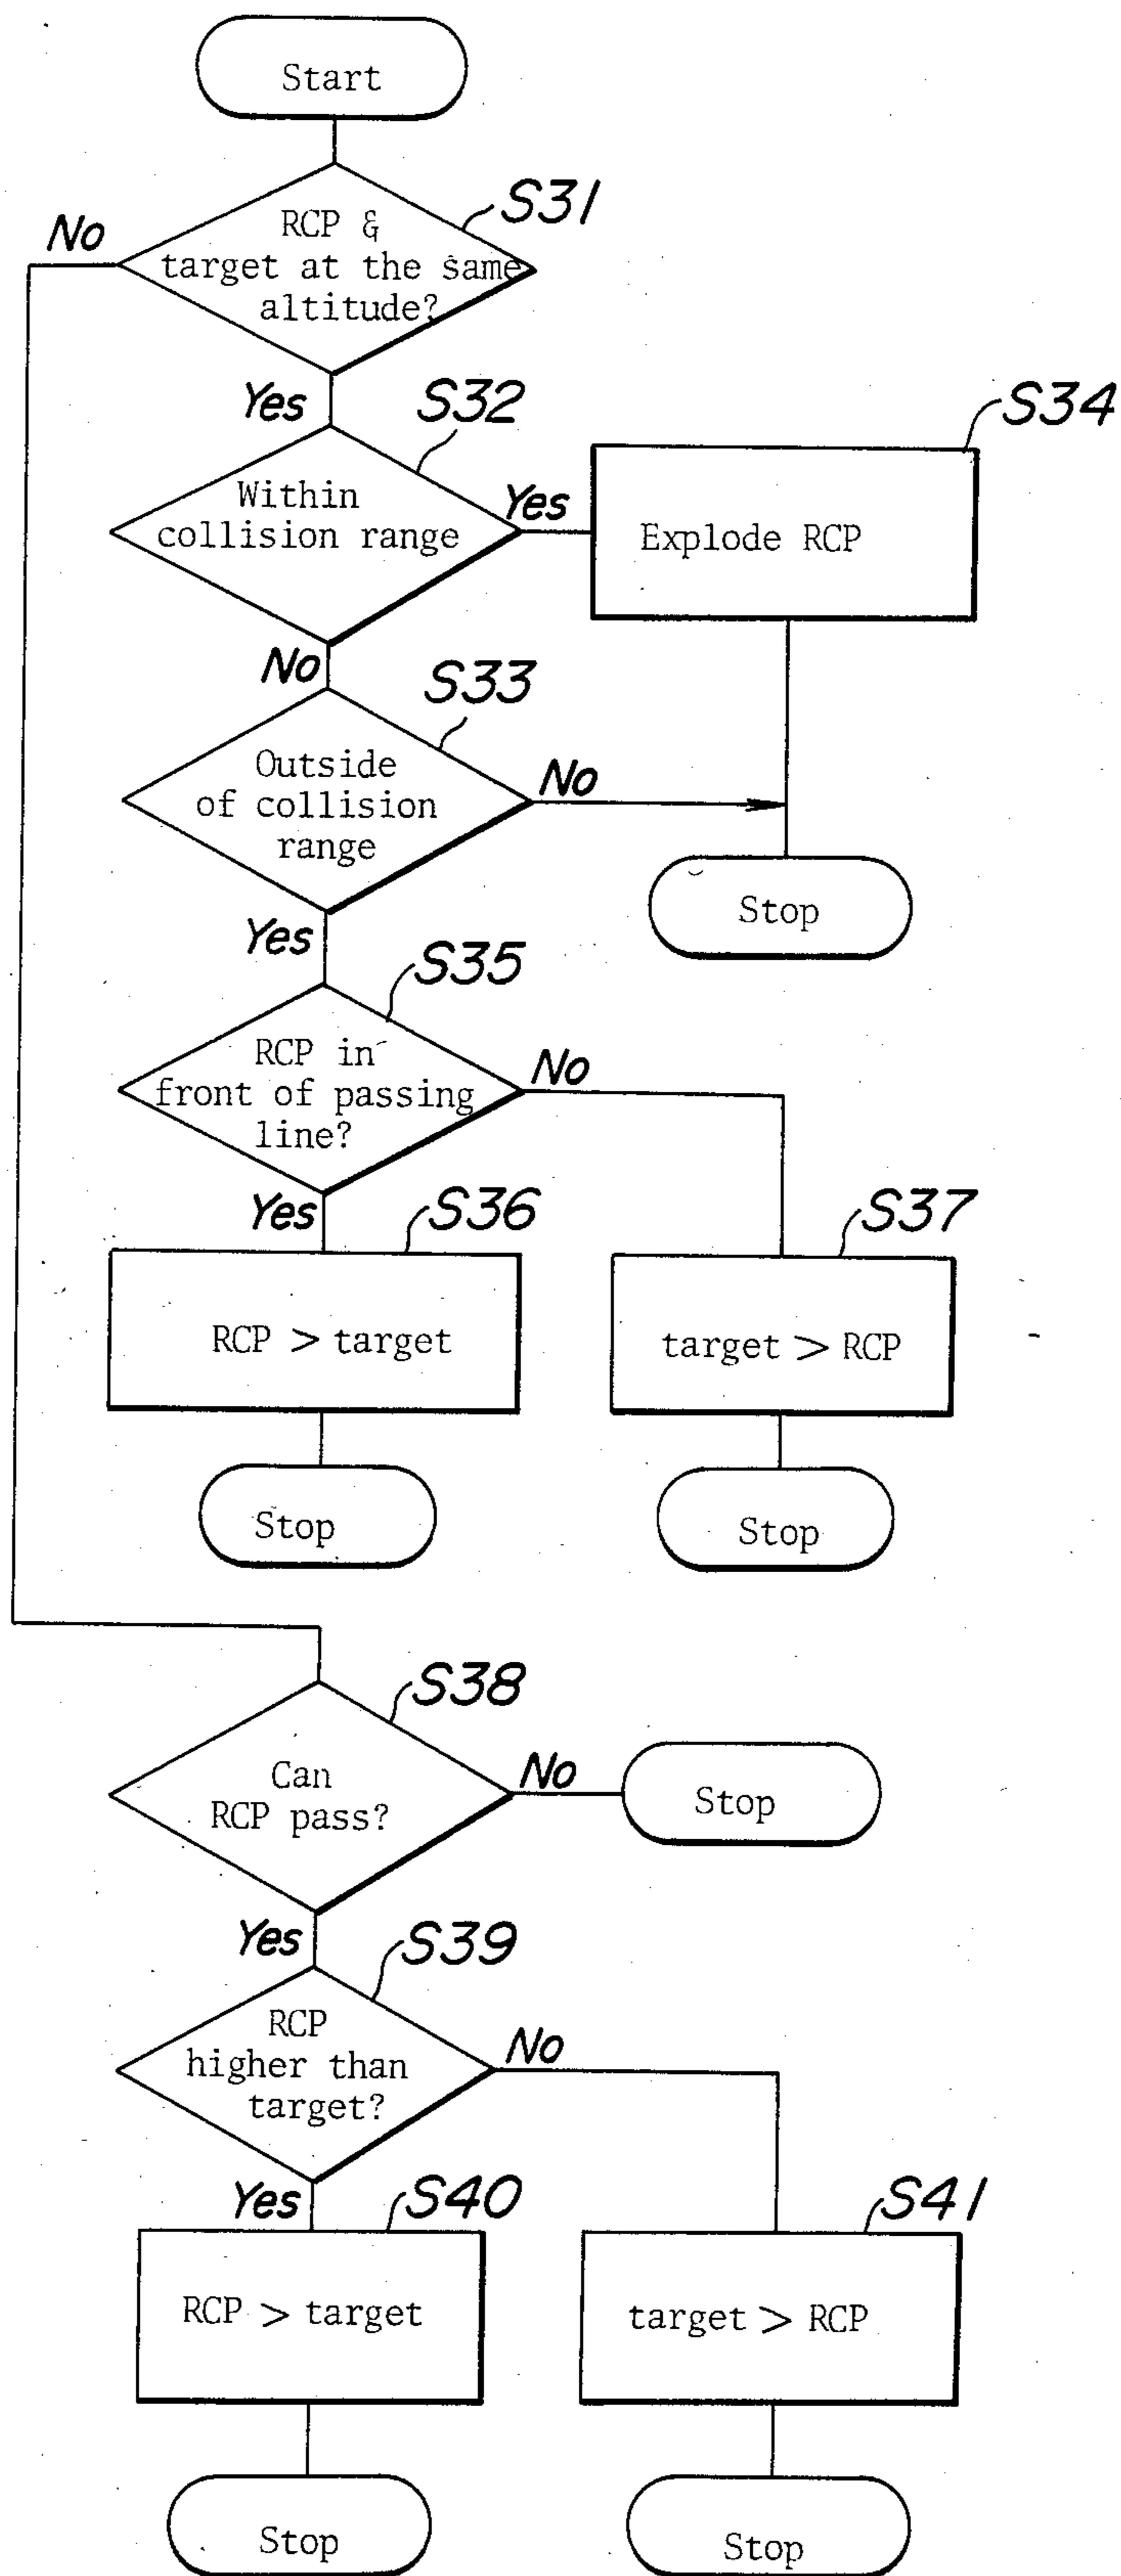 Start
S31
No
RCP &
target at the same
altitude?
Yes
S32
S34
Within
collision range
Yes
Explode RCP
No
S33
Outside
of collision
range
No
Stop
Yes
S35
RCP in
front of passing
line?
No
Yes
S36
S37
RCP > target
target > RCP
Stop
Stop
S38
Can
RCP pass?
No
Stop
Yes
S39
RCP
higher than
target?
No
Yes
S40
S41
RCP > target
target > RCP
Stop
Stop